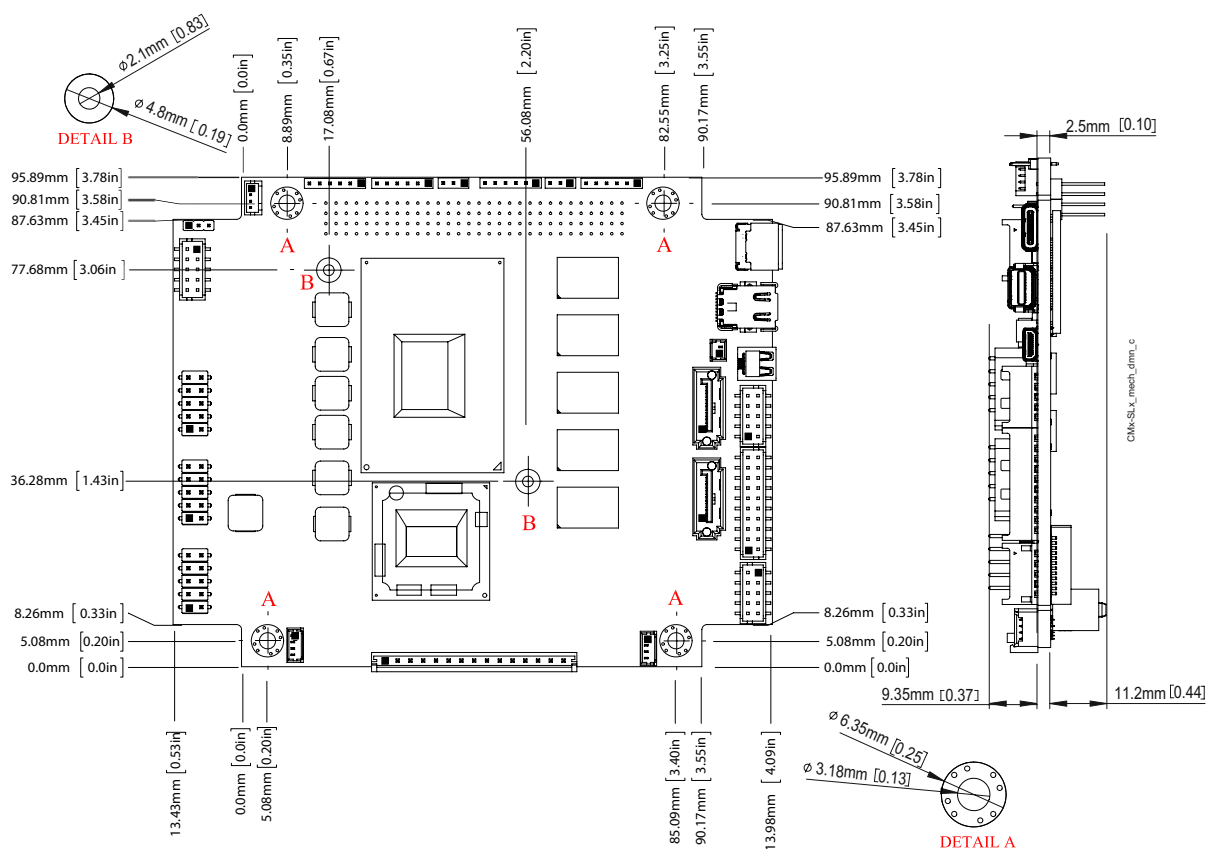 ø2.1mm [0.83]
ø 4.8mm [ 0.19]
DETAIL B
0.0mm [0.0in]
8.89mm [0.35in]
17.08mm [0.67in]
56.08mm [2.20in]
82.55mm [3.25in]
90.17mm [3.55in]
2.5mm [0.10]
95.89mm [3.78in]
90.81mm [3.58in]
87.63mm [3.45in]
77.68mm [3.06in]
36.28mm [1.43in]
8.26mm [0.33in]
5.08mm [0.20in]
0.0mm [0.0in]
95.89mm [3.78in]
90.81mm [3.58in]
87.63mm [3.45in]
A
A
B
B
A
A
8.26mm [0.33in]
5.08mm [0.20in]
0.0mm [0.0in]
CMx-SLx_mech_dmn_c
9.35mm [0.37]
11.2mm [0.44]
13.43mm [0.53in]
0.0mm [0.0in]
5.08mm [0.20in]
85.09mm [3.40in]
90.17mm [3.55in]
13.98mm [4.09in]
ø 6.35mm [0.25]
ø 3.18mm [0.13]
DETAIL A